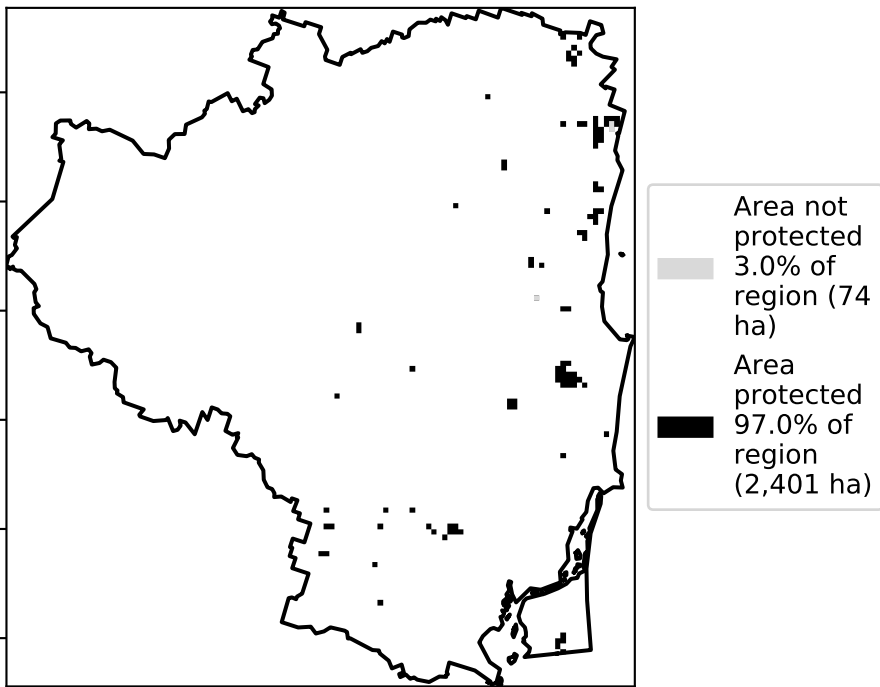 Area not
protected
3.0% of
region (74
ha)
Area
protected
97.0% of
region
(2,401 ha)